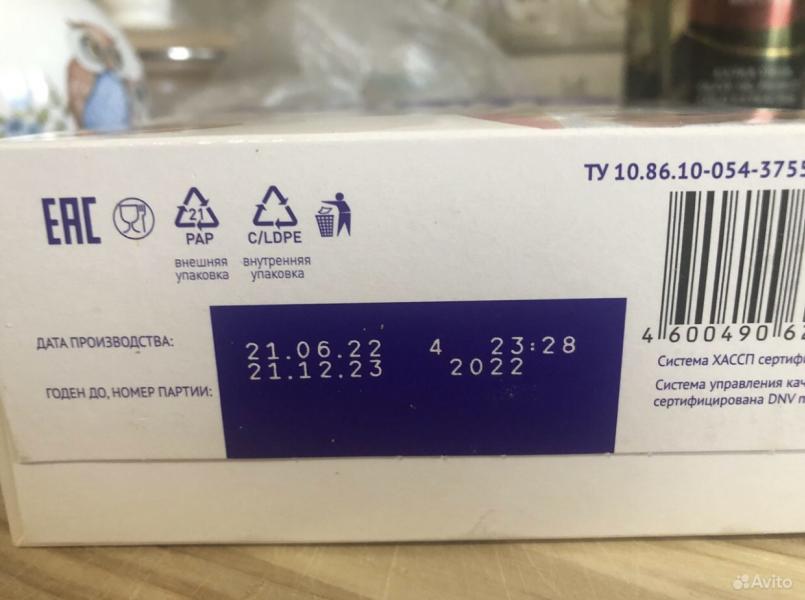 ТУ 10.86.10-054-3755
EAC
21
PAP
C/LDPE
внешняя
упаковка
внутренняя
упаковка
4 600490 62
ДАТА ПРОИЗВОДСТВА:
21.06.22 4 23:28
ГОДЕН ДО, НОМЕР ПАРТИИ:
21.12.23 2022
Система ХАССП сертифи
Система управления кач
сертифицирована DNV
Avito